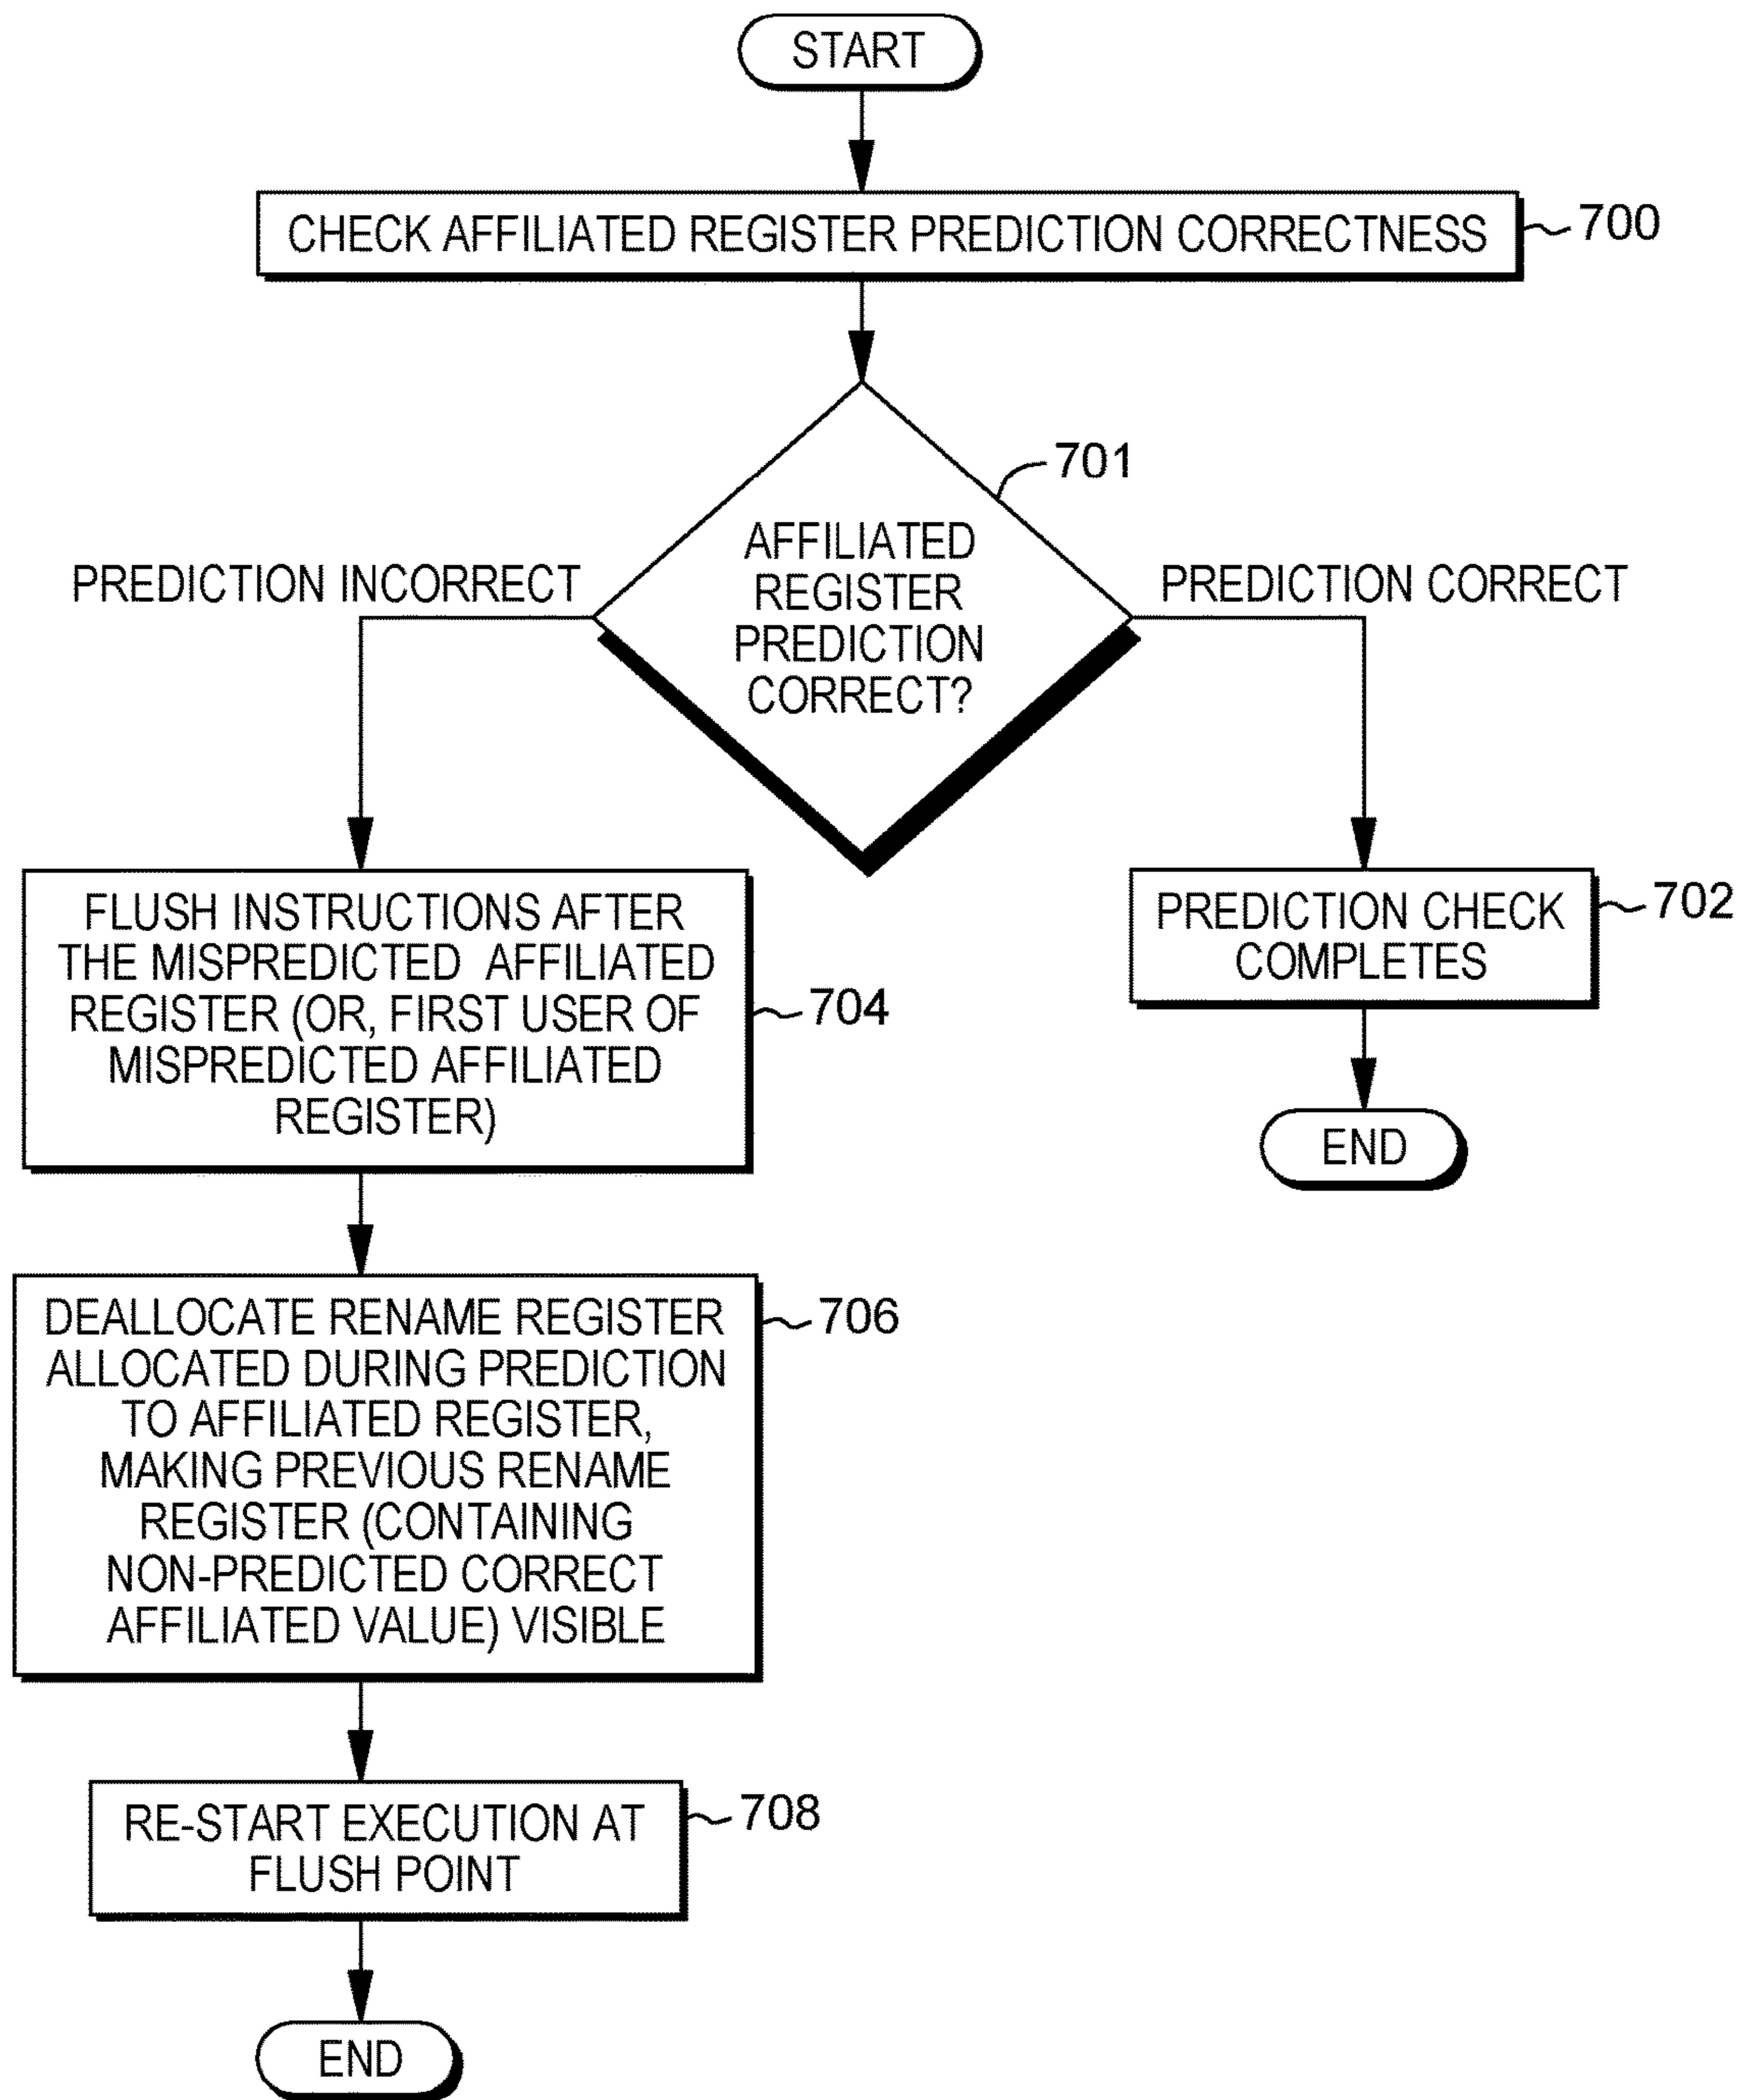 START
CHECK AFFILIATED REGISTER PREDICTION CORRECTNESS
700
701
AFFILIATED
REGISTER
PREDICTION
CORRECT?
PREDICTION INCORRECT
PREDICTION CORRECT
FLUSH INSTRUCTIONS AFTER
THE MISPREDICTED AFFILIATED
REGISTER (OR, FIRST USER OF
MISPREDICTED AFFILIATED
REGISTER)
704
PREDICTION CHECK
COMPLETES
702
END
DEALLOCATE RENAME REGISTER
ALLOCATED DURING PREDICTION
TO AFFILIATED REGISTER,
MAKING PREVIOUS RENAME
REGISTER (CONTAINING
NON-PREDICTED CORRECT
AFFILIATED VALUE) VISIBLE
706
RE-START EXECUTION AT
FLUSH POINT
708
END